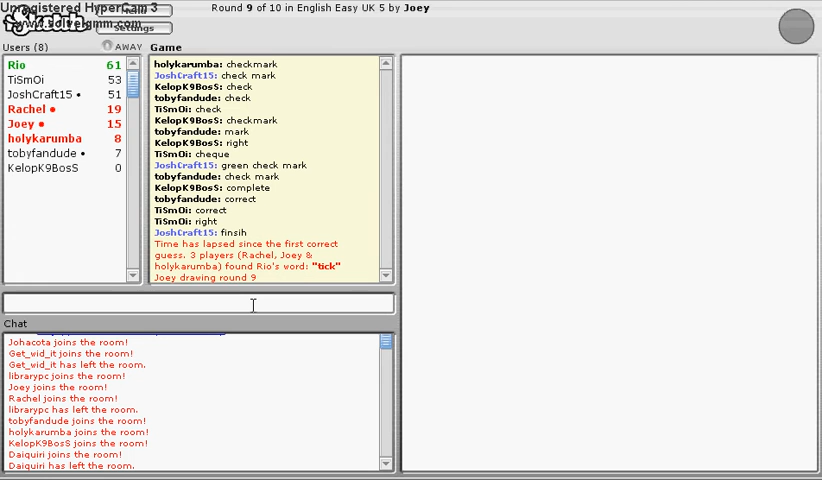 Unregistered HyperCam 3
www.solveigmm.com
Settings
Round 9 of 10 in English Easy UK 5 by Joey
Users (8)
AWAY
Game
Rio 61
TiSmOi 53
JoshCraft15 • 51
Rachel • 19
Joey • 15
holykarumba 8
tobyfandude • 7
KelopK9BosS 0
holykarumba: checkmark
JoshCraft15: check mark
KelopK9BosS: check
tobyfandude: check
TiSmOi: check
KelopK9BosS: checkmark
tobyfandude: mark
KelopK9BosS: right
TiSmOi: cheque
JoshCraft15: green check mark
tobyfandude: check mark
KelopK9BosS: complete
tobyfandude: correct
TiSmOi: correct
TiSmOi: right
JoshCraft15: finsih
Time has lapsed since the first correct
guess. 3 players (Rachel, Joey &
holykarumba) found Rio's word: "tick"
Joey drawing round 9
Chat
Johacota joins the room!
Get_wid_it joins the room!
Get_wid_it has left the room.
librarypc joins the room!
Joey joins the room!
Rachel joins the room!
librarypc has left the room.
tobyfandude joins the room!
holykarumba joins the room!
KelopK9BosS joins the room!
Daiquiri joins the room!
Daiquiri has left the room.